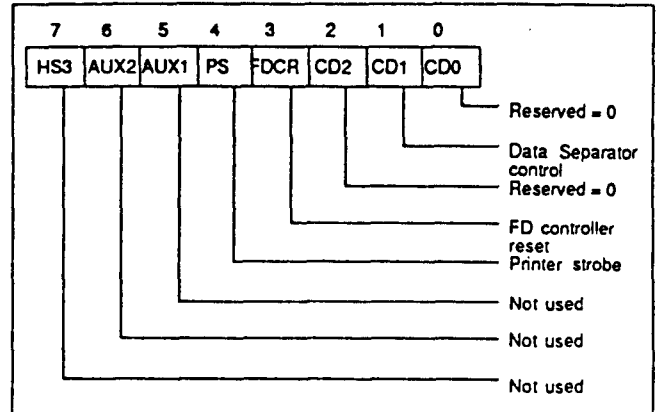 7 6 5 4 3 2 1 0
HS3 AUX2 AUX1 PS FDCR CD2 CD1 CD0
Reserved = 0
Data Separator
control
Reserved = 0
FD controller
reset
Printer strobe
Not used
Not used
Not used